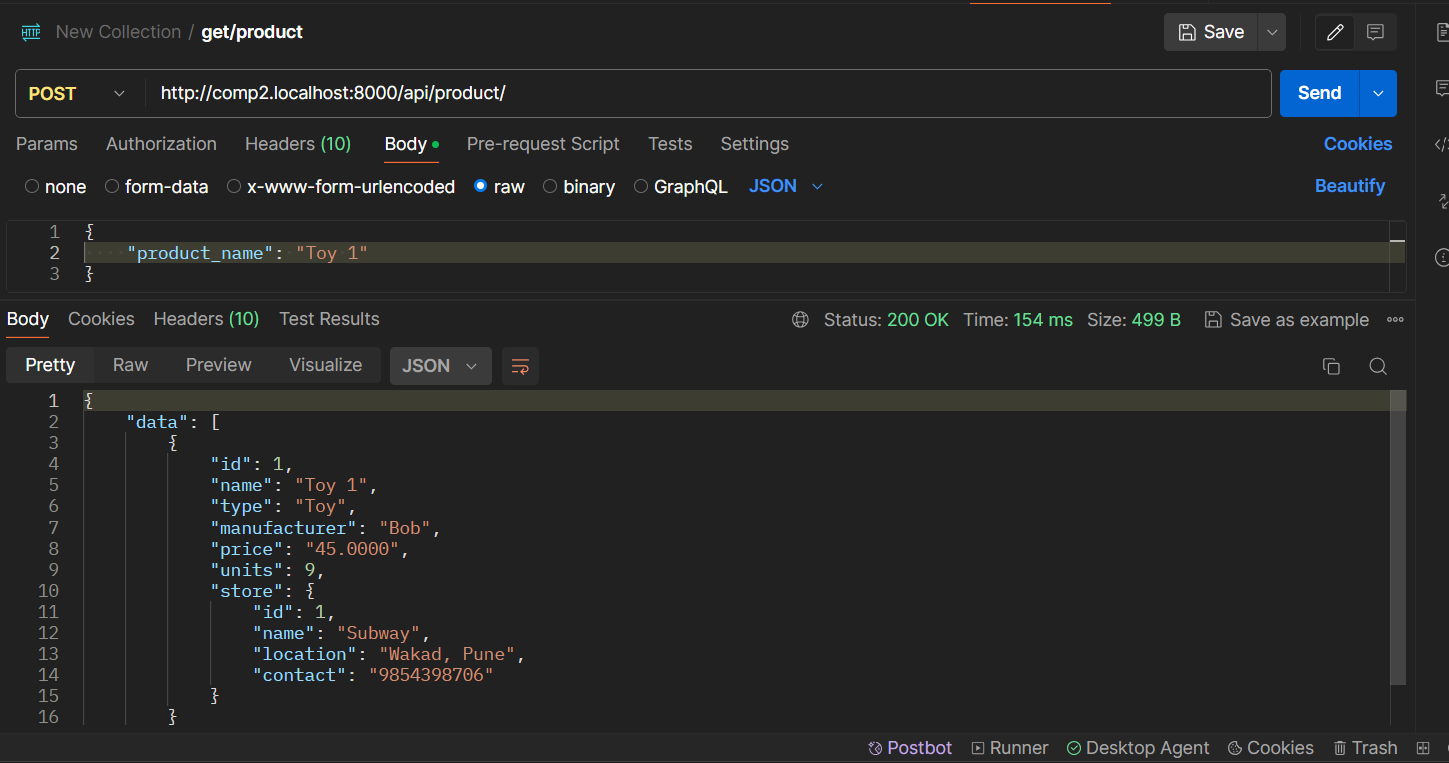 HTTP New Collection / get/product Save
POST http://comp2.localhost:8000/api/product/ Send
Params Authorization Headers (10) Body Pre-request Script Tests Settings Cookies
none form-data x-www-form-urlencoded raw binary GraphQL JSON Beautify
1 {
2 "product_name": "Toy 1"
3 }
Body Cookies Headers (10) Test Results Status: 200 OK Time: 154 ms Size: 499 B Save as example
Pretty Raw Preview Visualize JSON
1 {
2 "data": [
3 {
4 "id": 1,
5 "name": "Toy 1",
6 "type": "Toy",
7 "manufacturer": "Bob",
8 "price": "45.0000",
9 "units": 9,
10 "store": {
11 "id": 1,
12 "name": "Subway",
13 "location": "Wakad, Pune",
14 "contact": "9854398706"
15 }
16 }
Postbot Runner Desktop Agent Cookies Trash